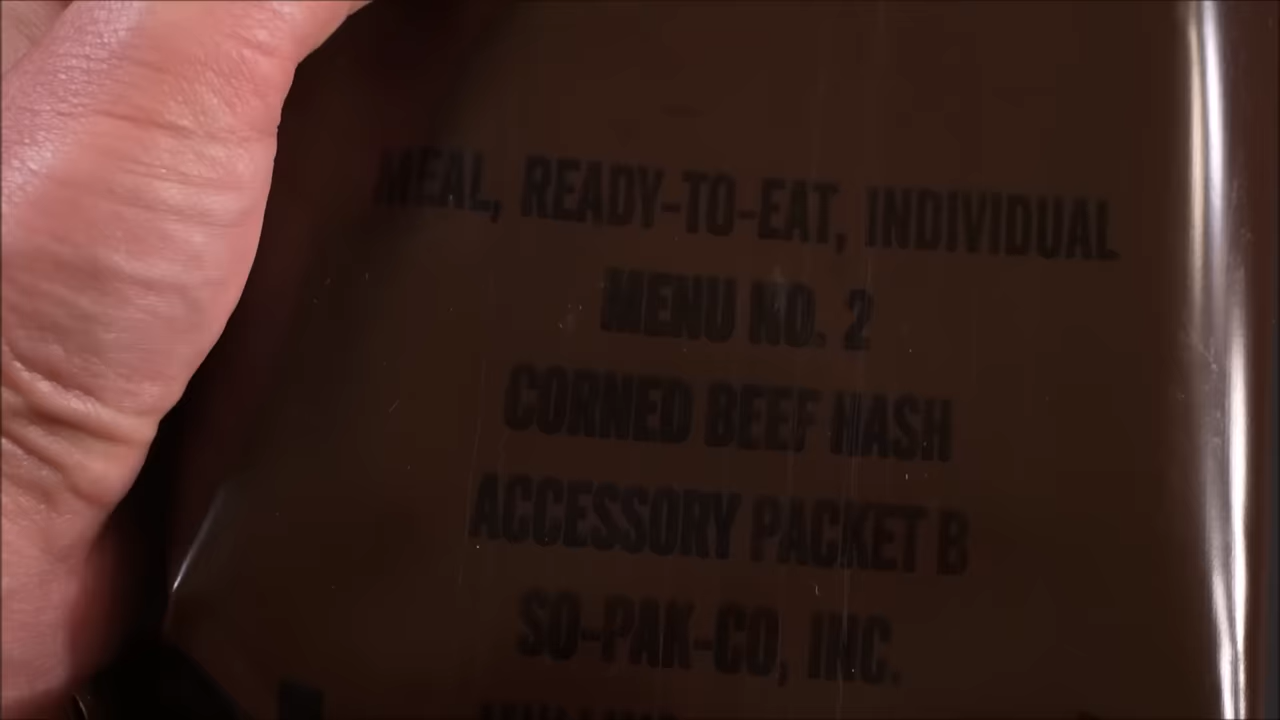 MEAL, READY-TO-EAT, INDIVIDUAL
MENU NO. 2
CORNED BEEF HASH
ACCESSORY PACKET B
SO-PAK-CO, INC.